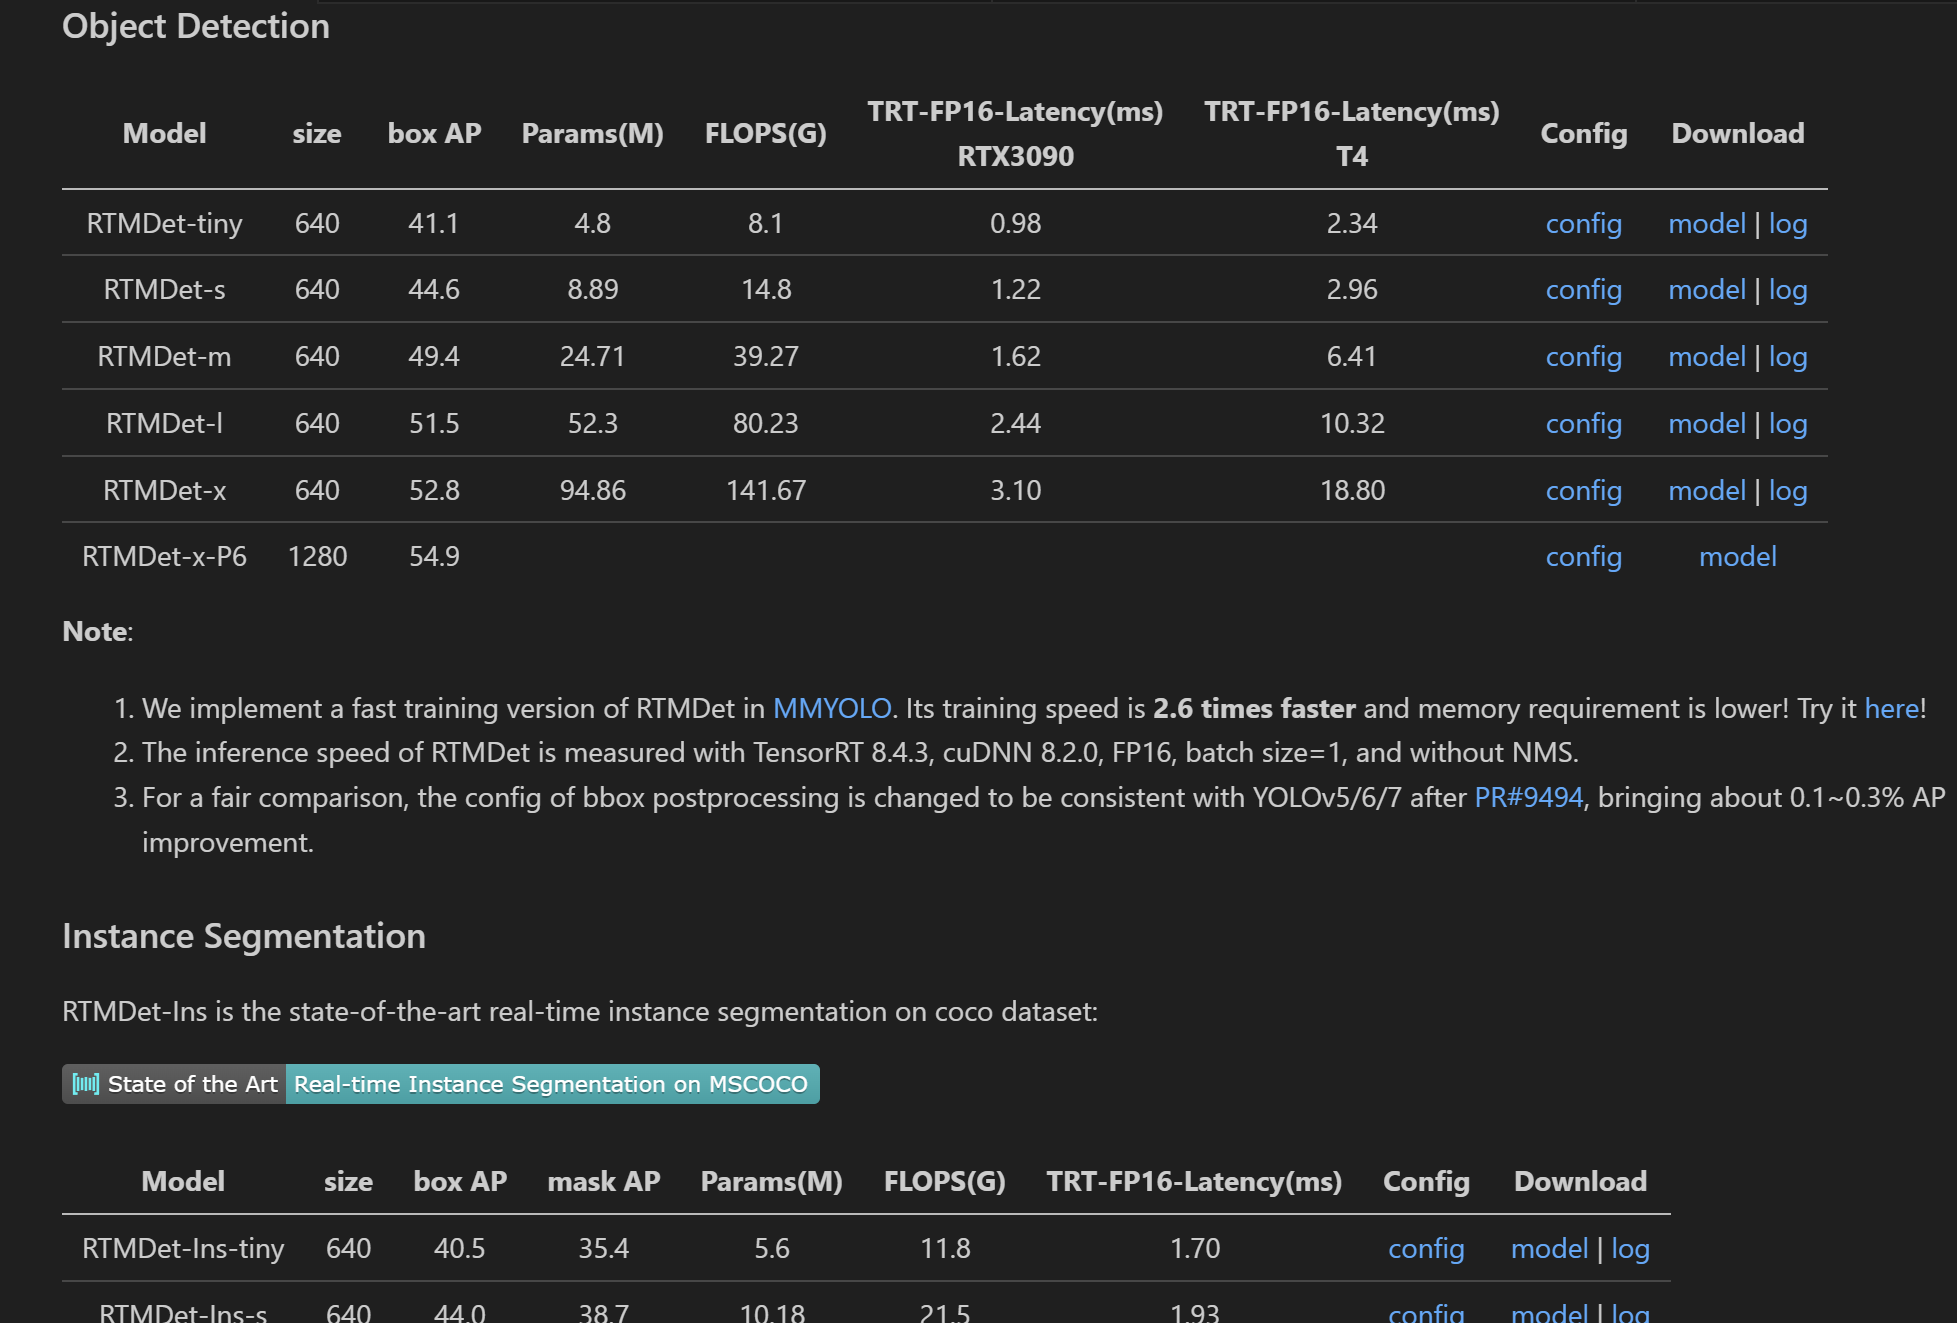 Object Detection
Model size box AP Params(M) FLOPS(G) TRT-FP16-Latency(ms) RTX3090 TRT-FP16-Latency(ms) T4 Config Download
RTMDet-tiny 640 41.1 4.8 8.1 0.98 2.34 config model | log
RTMDet-s 640 44.6 8.89 14.8 1.22 2.96 config model | log
RTMDet-m 640 49.4 24.71 39.27 1.62 6.41 config model | log
RTMDet-l 640 51.5 52.3 80.23 2.44 10.32 config model | log
RTMDet-x 640 52.8 94.86 141.67 3.10 18.80 config model | log
RTMDet-x-P6 1280 54.9 config model
Note:
1. We implement a fast training version of RTMDet in MMYOLO. Its training speed is 2.6 times faster and memory requirement is lower! Try it here!
2. The inference speed of RTMDet is measured with TensorRT 8.4.3, cuDNN 8.2.0, FP16, batch size=1, and without NMS.
3. For a fair comparison, the config of bbox postprocessing is changed to be consistent with YOLOv5/6/7 after PR#9494, bringing about 0.1~0.3% AP
improvement.
Instance Segmentation
RTMDet-Ins is the state-of-the-art real-time instance segmentation on coco dataset:
State of the Art Real-time Instance Segmentation on MSCOCO
Model size box AP mask AP Params(M) FLOPS(G) TRT-FP16-Latency(ms) Config Download
RTMDet-Ins-tiny 640 40.5 35.4 5.6 11.8 1.70 config model | log
RTMDet-Ins-s 640 44.0 38.7 10.18 21.5 1.93 config model | log